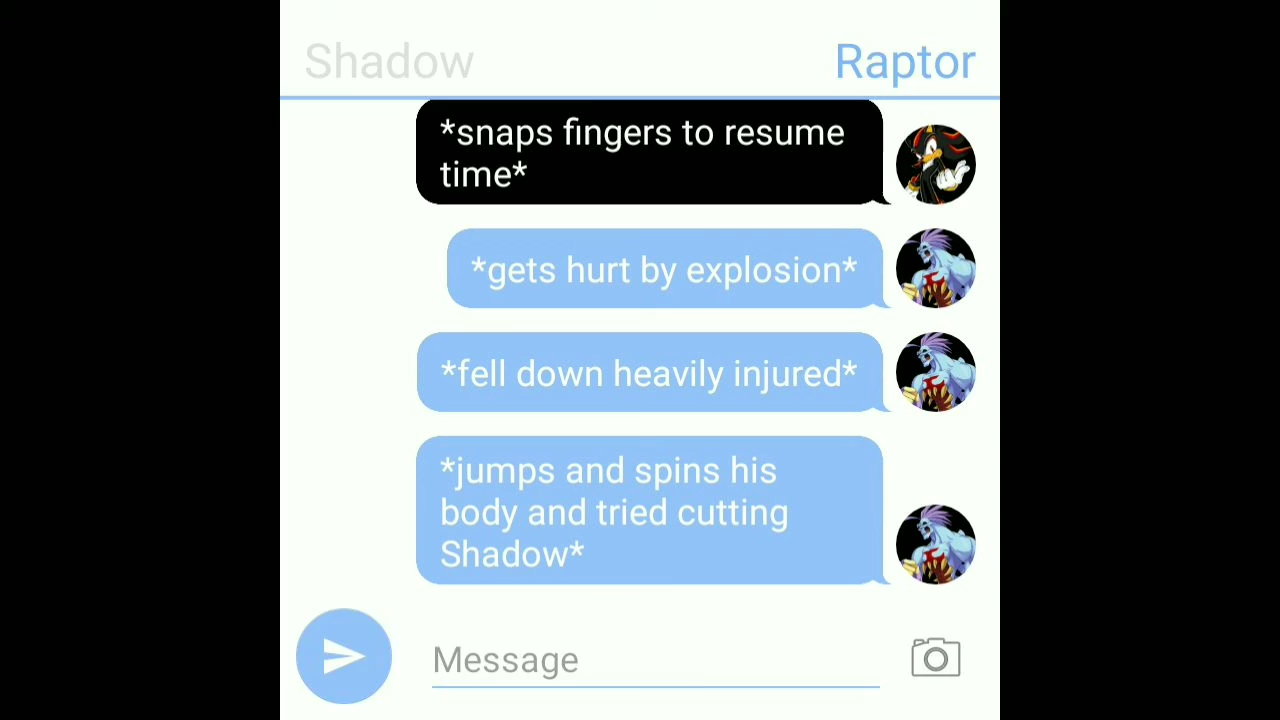 Shadow
Raptor
*snaps fingers to resume
time*
*gets hurt by explosion*
*fell down heavily injured*
*jumps and spins his
body and tried cutting
Shadow*
Message